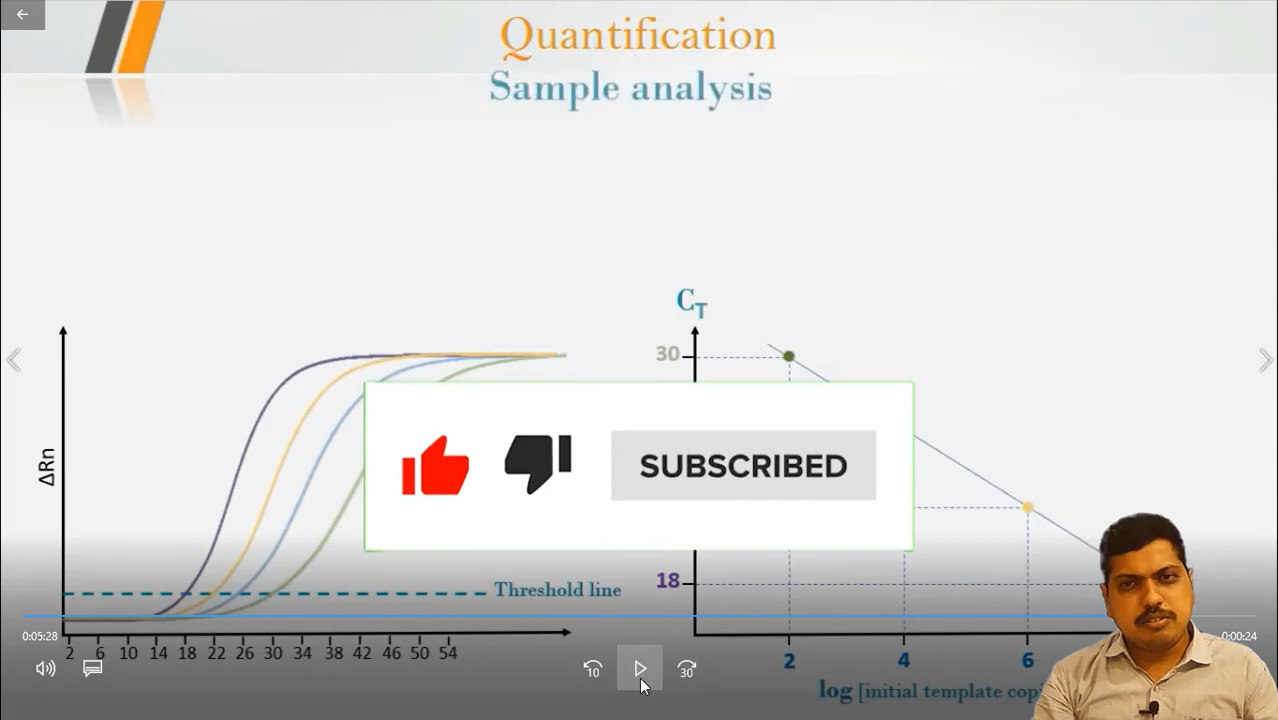 Quantification
Sample analysis
C_T
30
ΔRn
SUBSCRIBED
Threshold line
18
0:05:28
0:00:24
2 6 10 14 18 22 26 30 34 38 42 46 50 54
2 4 6
10
30
log [initial template cop